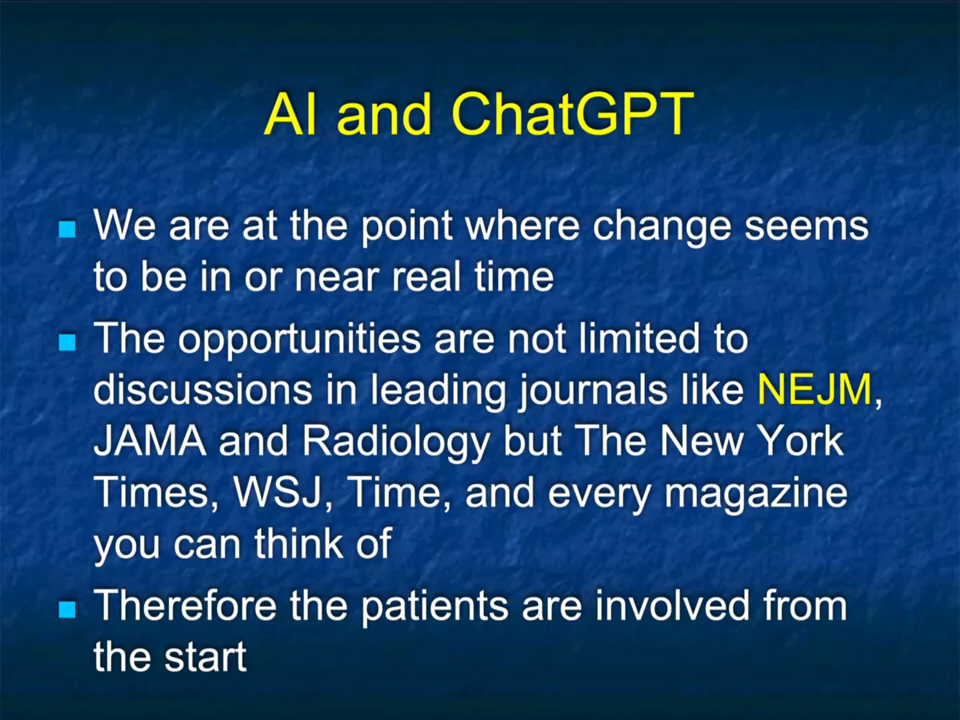 AI and ChatGPT
We are at the point where change seems
to be in or near real time
The opportunities are not limited to
discussions in leading journals like NEJM,
JAMA and Radiology but The New York
Times, WSJ, Time, and every magazine
you can think of
Therefore the patients are involved from
the start